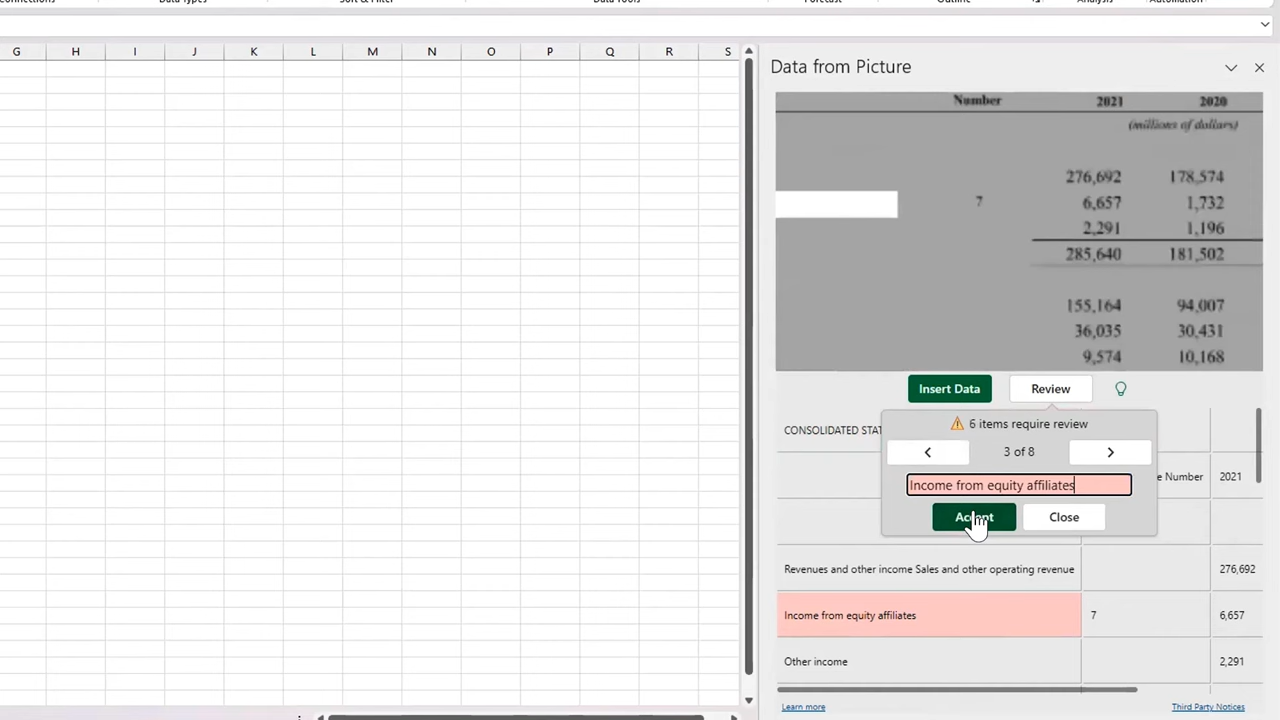 Data Types
Sort & Filter
Data Tools
Forecast
Outline
Analysis
Automation
G H I J K L M N O P Q R S
Data from Picture
Number 2021 2020
(millions of dollars)
276,692 178,574
7 6,657 1,732
2,291 1,196
285,640 181,502
155,164 94,007
36,035 30,431
9,574 10,168
Insert Data Review
6 items require review
< 3 of 8 >
Income from equity affiliates
Accept Close
CONSOLIDATED STAT
e Number 2021
Revenues and other income Sales and other operating revenue 276,692
Income from equity affiliates 7 6,657
Other income 2,291
Learn more Third Party Notices